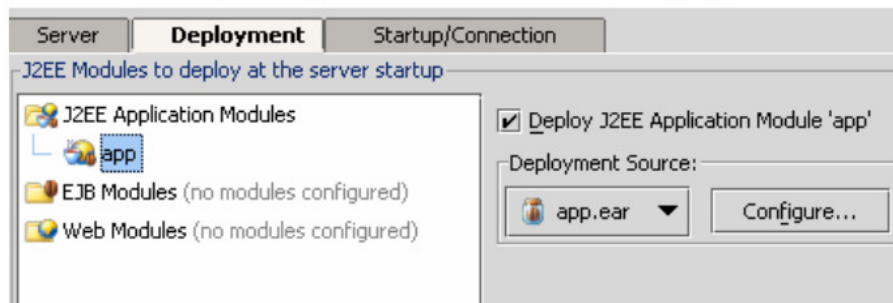 Server Deployment Startup/Connection
J2EE Modules to deploy at the server startup
J2EE Application Modules
app
EJB Modules (no modules configured)
Web Modules (no modules configured)
Deploy J2EE Application Module 'app'
Deployment Source:
app.ear Configure...